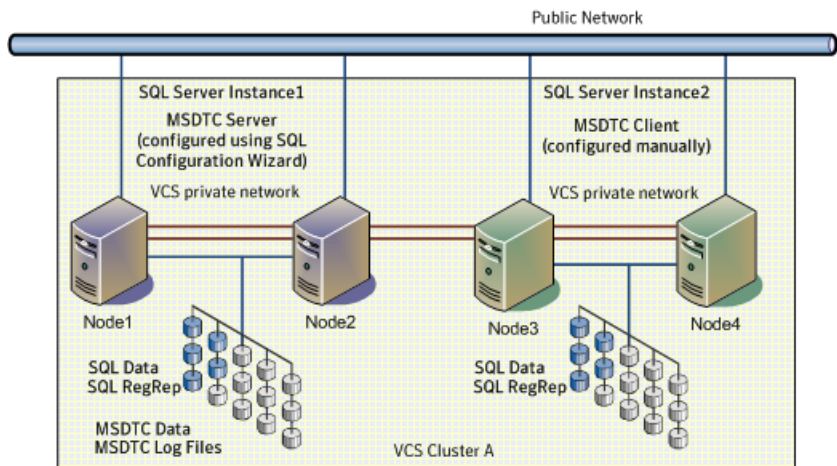 Public Network
SQL Server Instance1
SQL Server Instance2
MSDTC Server
(configured using SQL
Configuration Wizard)
MSDTC Client
(configured manually)
VCS private network
VCS private network
Node1
Node2
Node3
Node4
SQL Data
SQL RegRep
SQL Data
SQL RegRep
MSDTC Data
MSDTC Log Files
VCS Cluster A